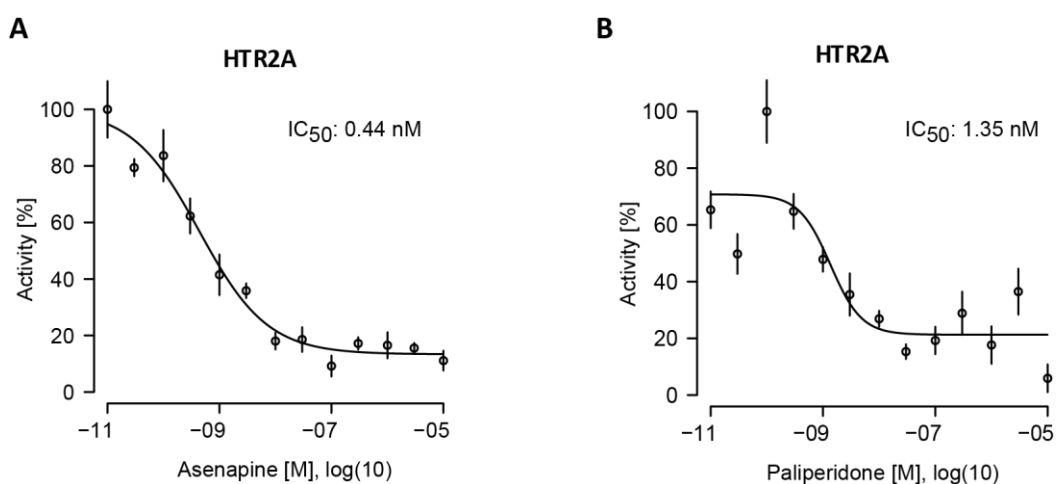 A
HTR2A
IC50: 0.44 nM
Activity [%]
100
80
60
40
20
0
−11
−09
−07
−05
Asenapine [M], log(10)
B
HTR2A
IC50: 1.35 nM
Activity [%]
100
80
60
40
20
0
−11
−09
−07
−05
Paliperidone [M], log(10)